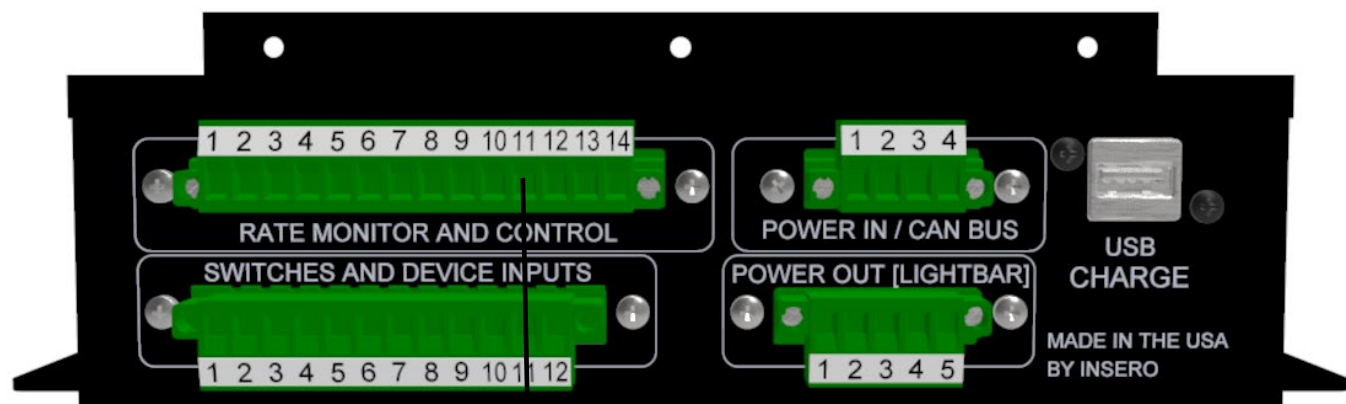 1 2 3 4 5 6 7 8 9 10 11 12 13 14
RATE MONITOR AND CONTROL
SWITCHES AND DEVICE INPUTS
1 2 3 4 5 6 7 8 9 10 11 12
1 2 3 4
POWER IN / CAN BUS
POWER OUT [LIGHTBAR]
1 2 3 4 5
USB
CHARGE
MADE IN THE USA
BY INSERO